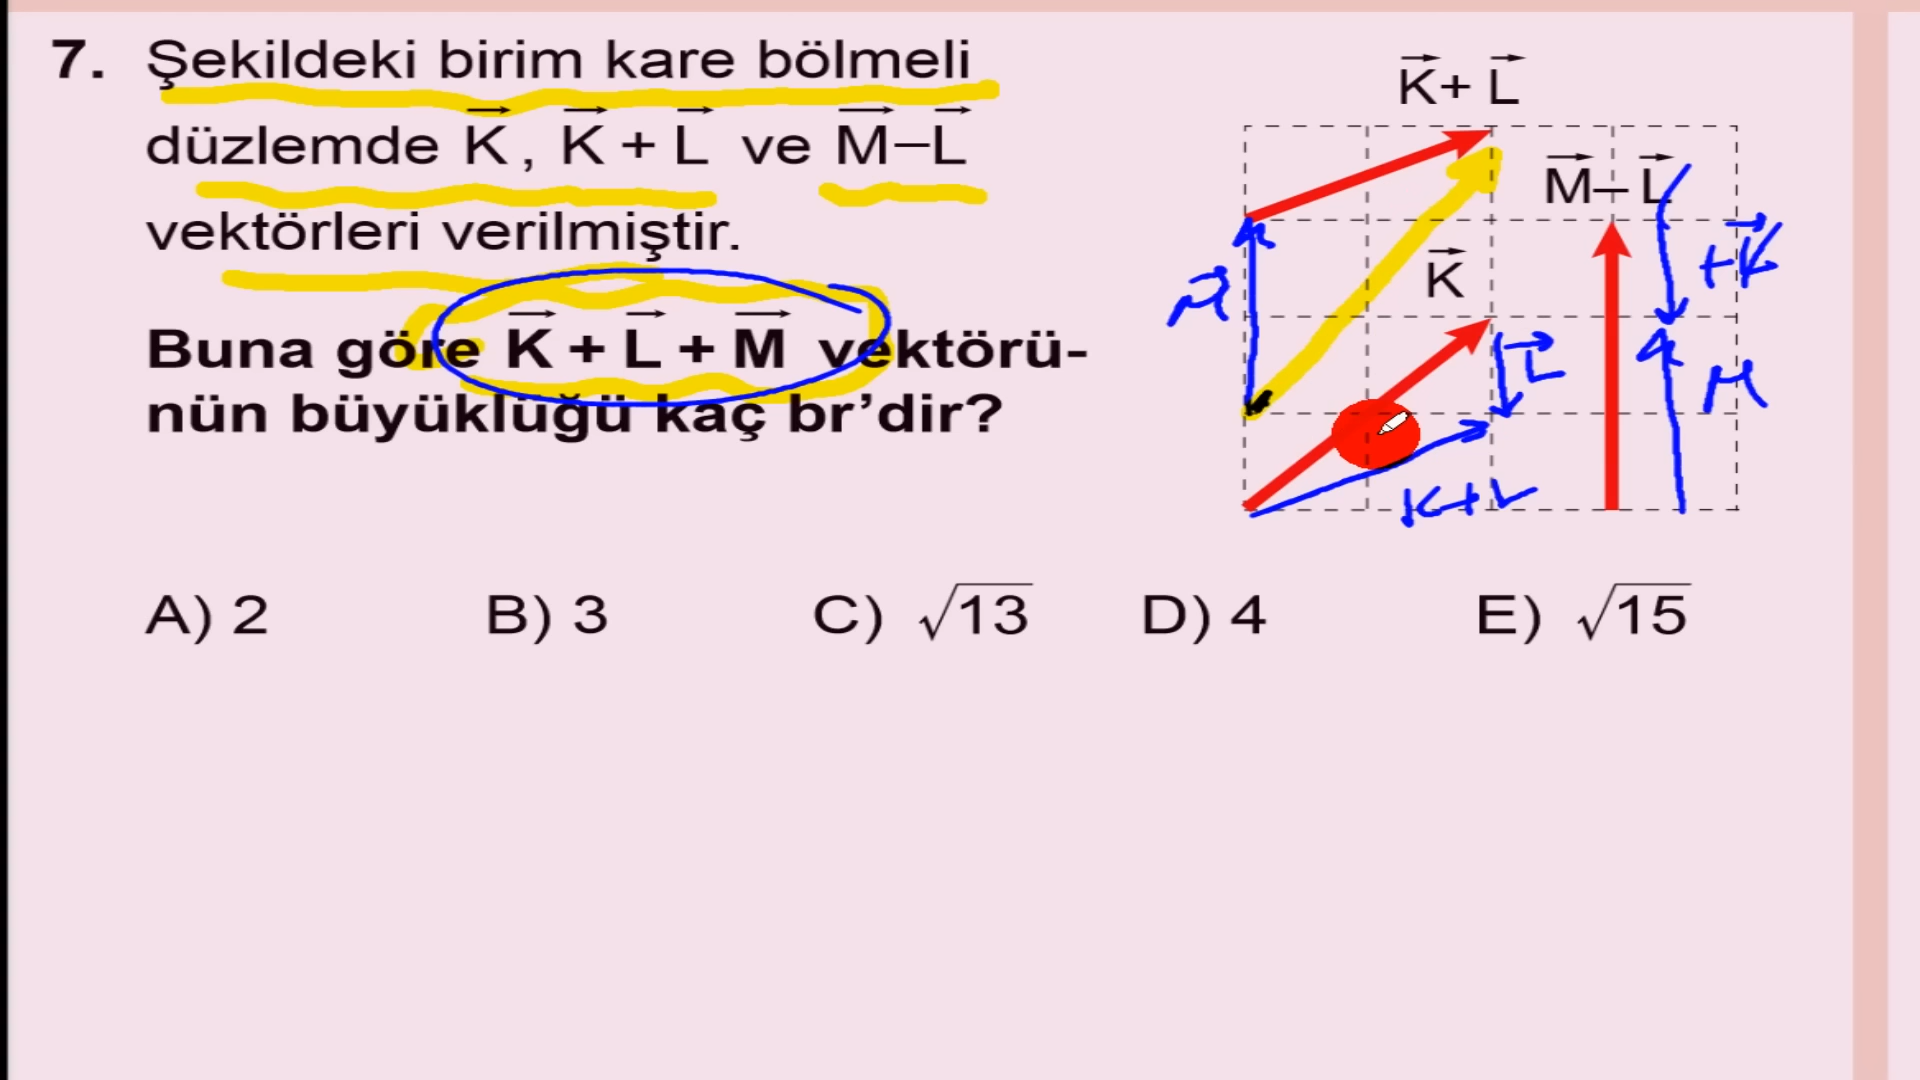 7. Şekildeki birim kare bölmeli
düzlemde K, K + L ve M−L
vektörleri verilmiştir.
Buna göre K + L + M vektörü-
nün büyüklüğü kaç br’dir?
K+ L
M− L
K
M
L
K+L
M
A) 2 B) 3 C) √13 D) 4 E) √15